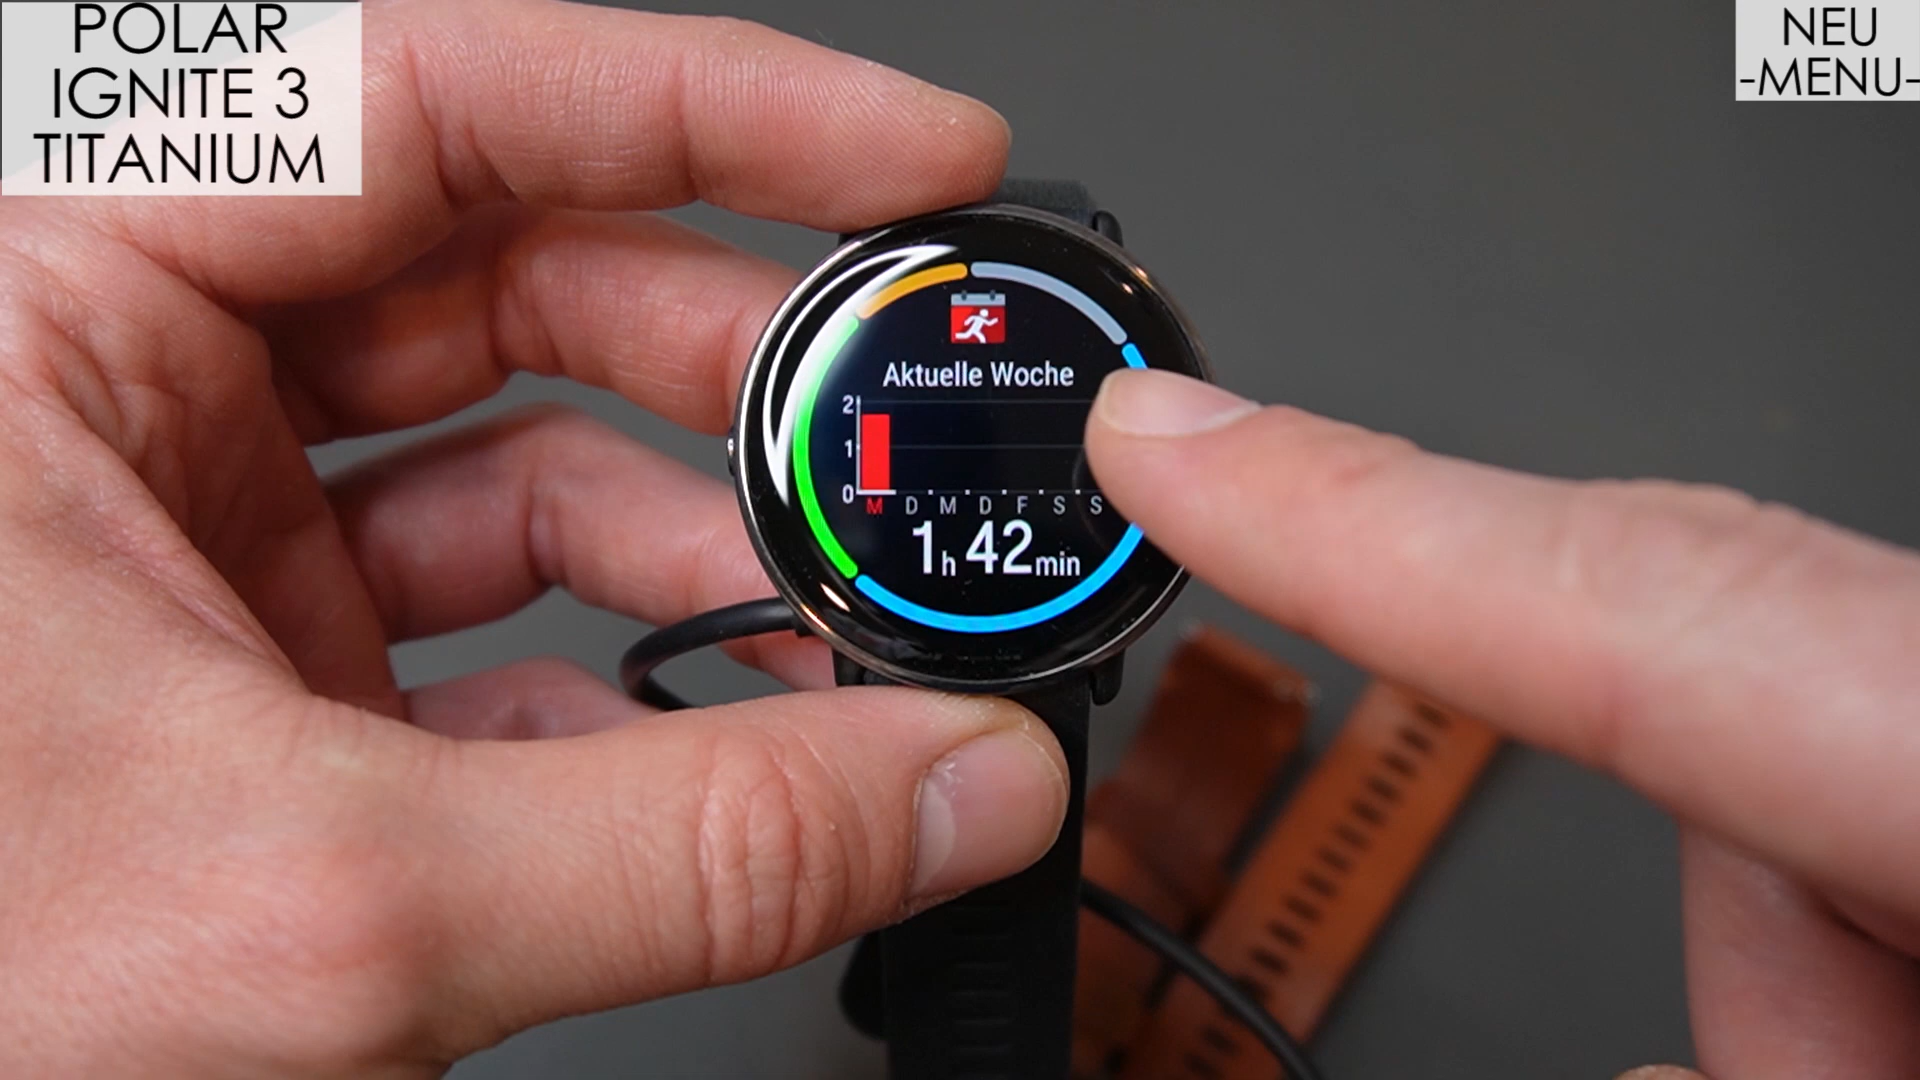 POLAR
IGNITE 3
TITANIUM
NEU
-MENU-
Aktuelle Woche
2
1
0
M D M D F S S
1h 42min